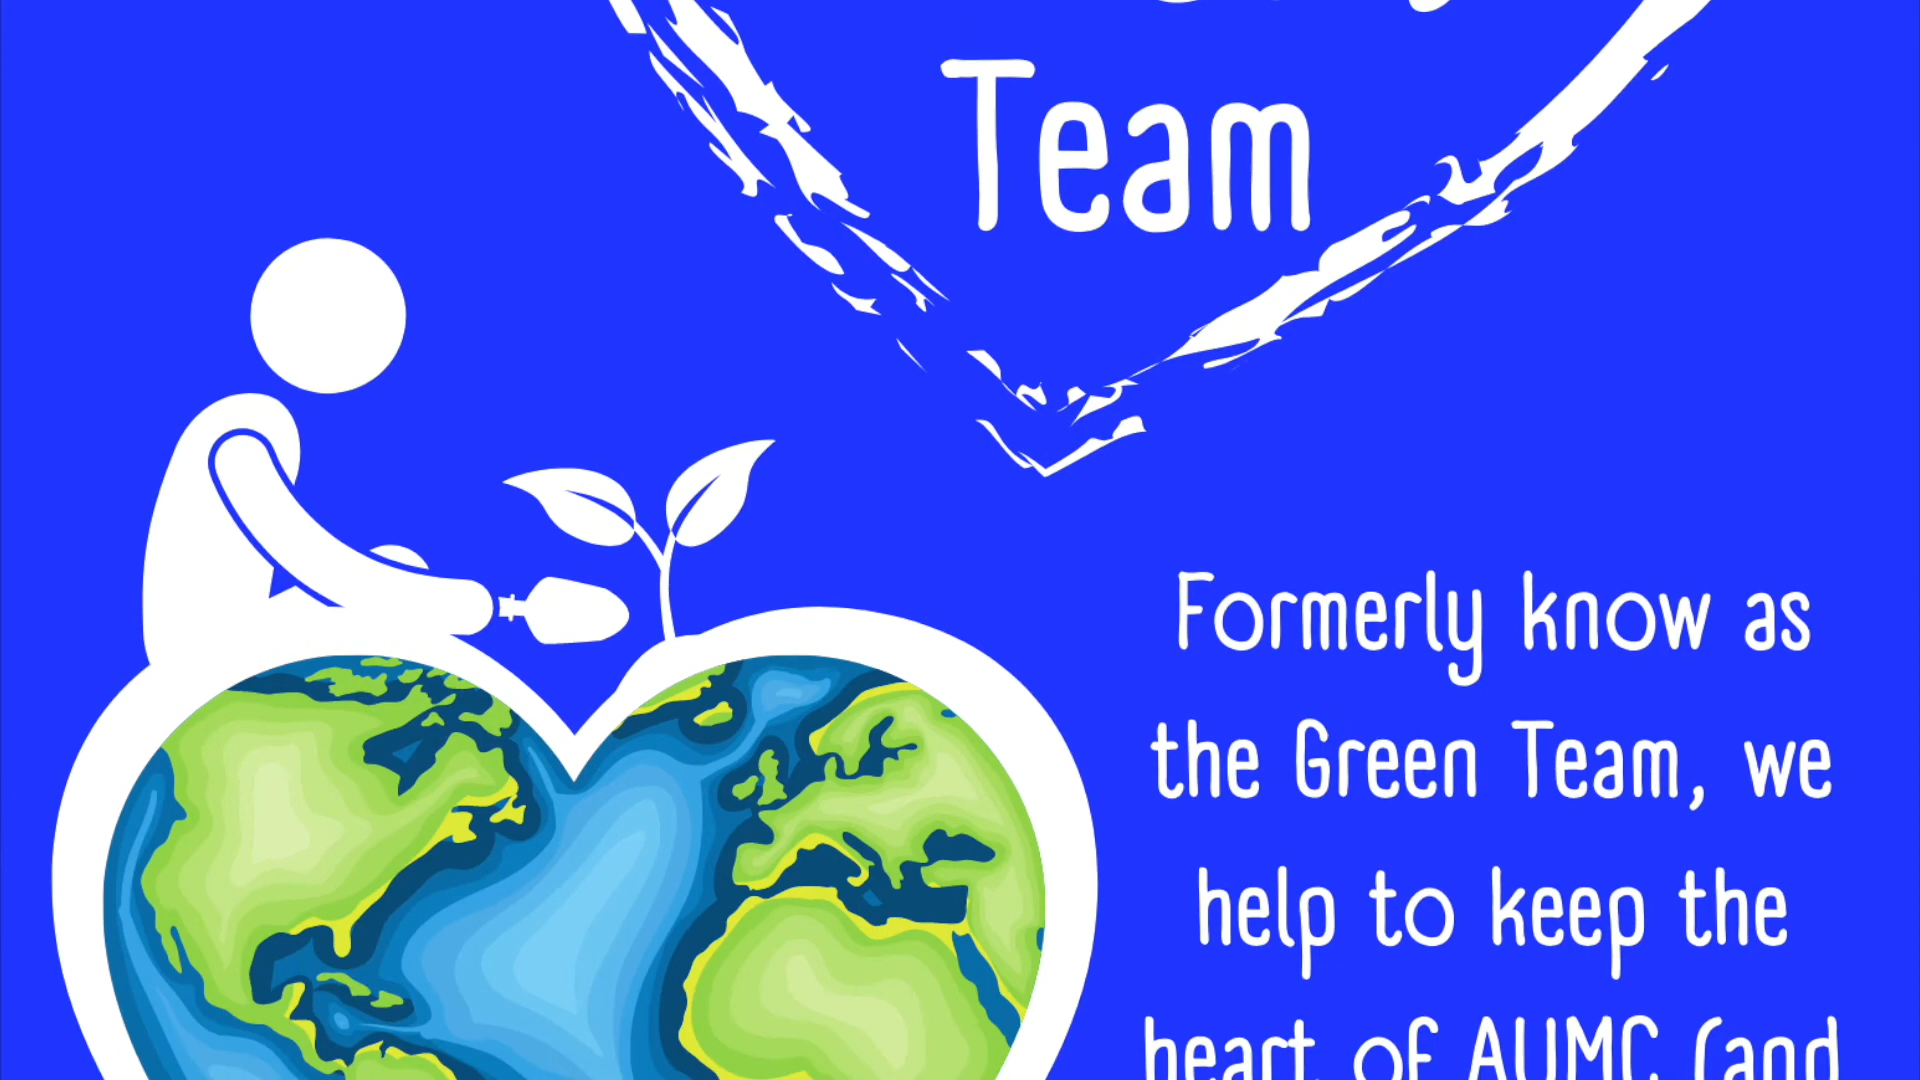 Team
Formerly know as
the Green Team, we
help to keep the
heart of AUMC (and